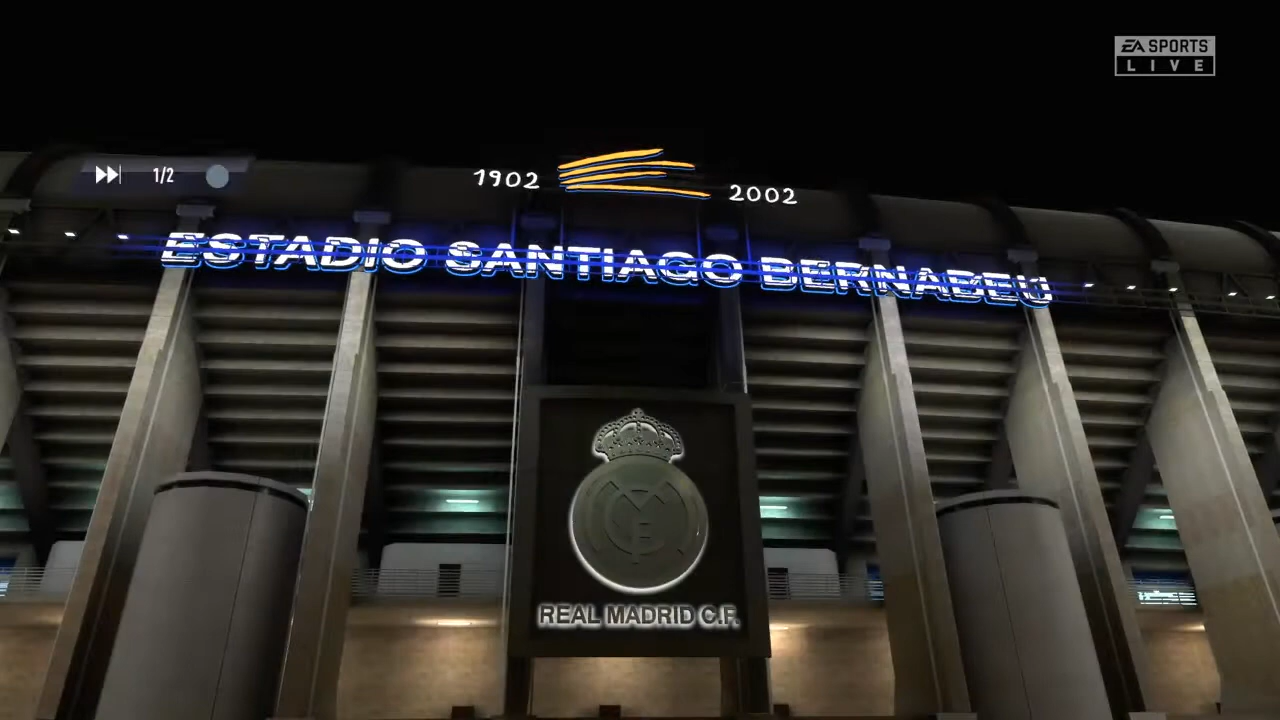 EA SPORTS
LIVE
1/2
1902 2002
ESTADIO SANTIAGO BERNABEU
REAL MADRID C.F.